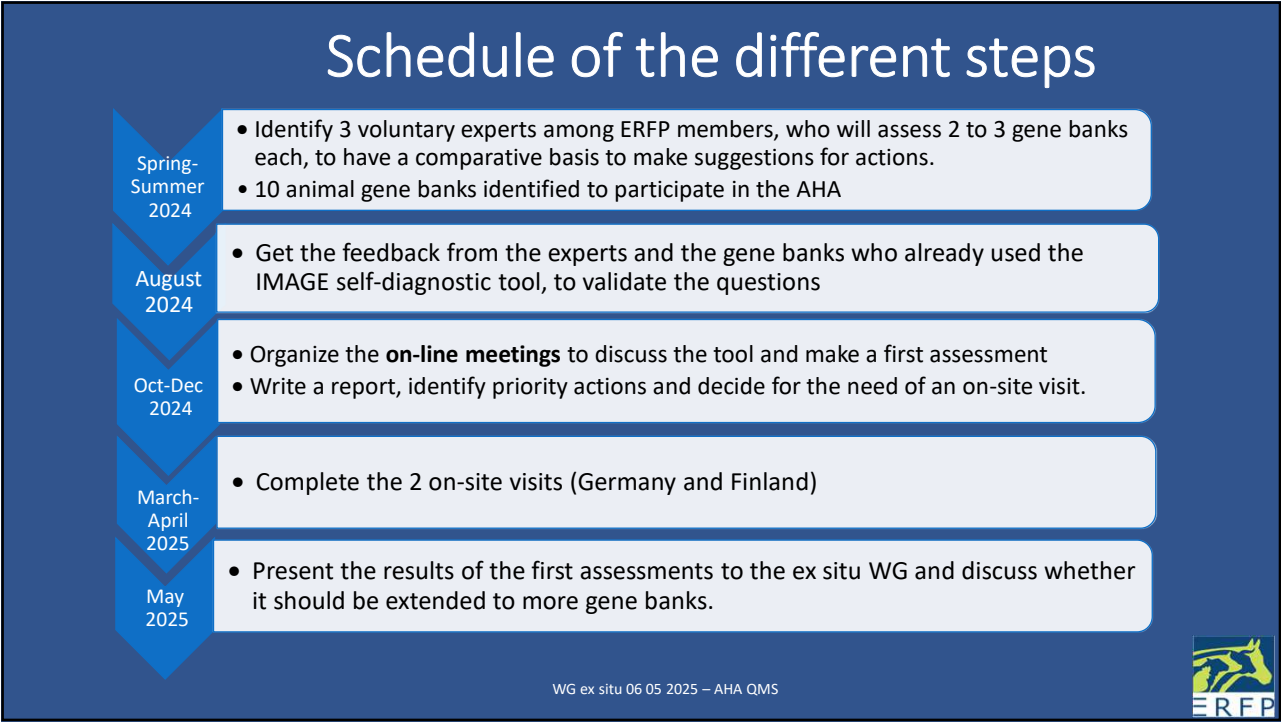 Schedule of the different steps
Spring-
Summer
2024
• Identify 3 voluntary experts among ERFP members, who will assess 2 to 3 gene banks
each, to have a comparative basis to make suggestions for actions.
• 10 animal gene banks identified to participate in the AHA
August
2024
• Get the feedback from the experts and the gene banks who already used the
IMAGE self-diagnostic tool, to validate the questions
Oct-Dec
2024
• Organize the on-line meetings to discuss the tool and make a first assessment
• Write a report, identify priority actions and decide for the need of an on-site visit.
March-
April
2025
• Complete the 2 on-site visits (Germany and Finland)
May
2025
• Present the results of the first assessments to the ex situ WG and discuss whether
it should be extended to more gene banks.
WG ex situ 06 05 2025 – AHA QMS
ERFP